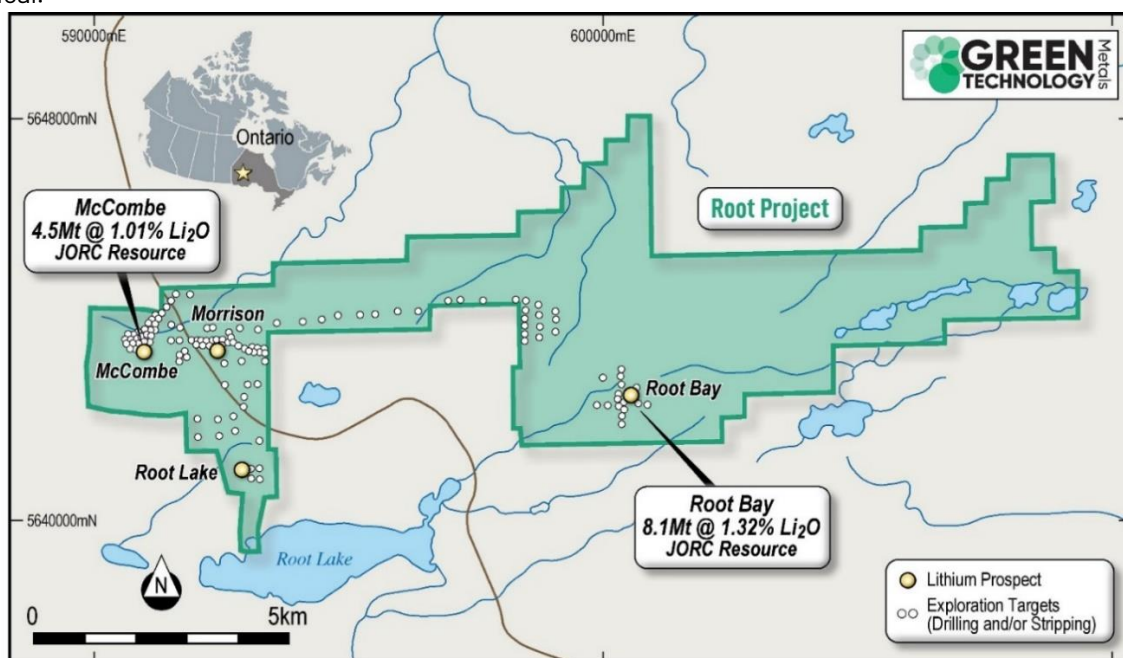 590000mE
600000mE
GREEN
TECHNOLOGY
Metals
5648000mN
Ontario
McCombe
4.5Mt @ 1.01% Li₂O
JORC Resource
Root Project
Morrison
McCombe
Root Bay
Root Lake
Root Bay
8.1Mt @ 1.32% Li₂O
JORC Resource
5640000mN
Root Lake
N
0
5km
Lithium Prospect
Exploration Targets
(Drilling and/or Stripping)